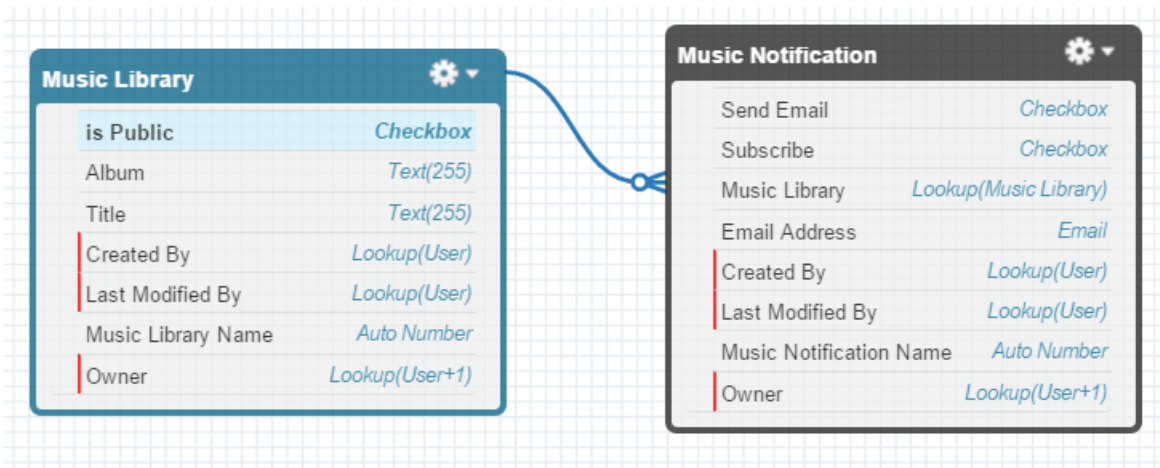 Music Library
is Public Checkbox
Album Text(255)
Title Text(255)
Created By Lookup(User)
Last Modified By Lookup(User)
Music Library Name Auto Number
Owner Lookup(User+1)
Music Notification
Send Email Checkbox
Subscribe Checkbox
Music Library Lookup(Music Library)
Email Address Email
Created By Lookup(User)
Last Modified By Lookup(User)
Music Notification Name Auto Number
Owner Lookup(User+1)